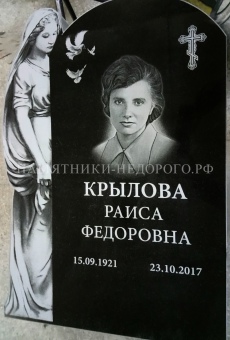 ПАМЯТНИКИ-НЕДОРОГО.РФ
КРЫЛОВА
РАИСА
ФЕДОРОВНА
15.09.1921 23.10.2017